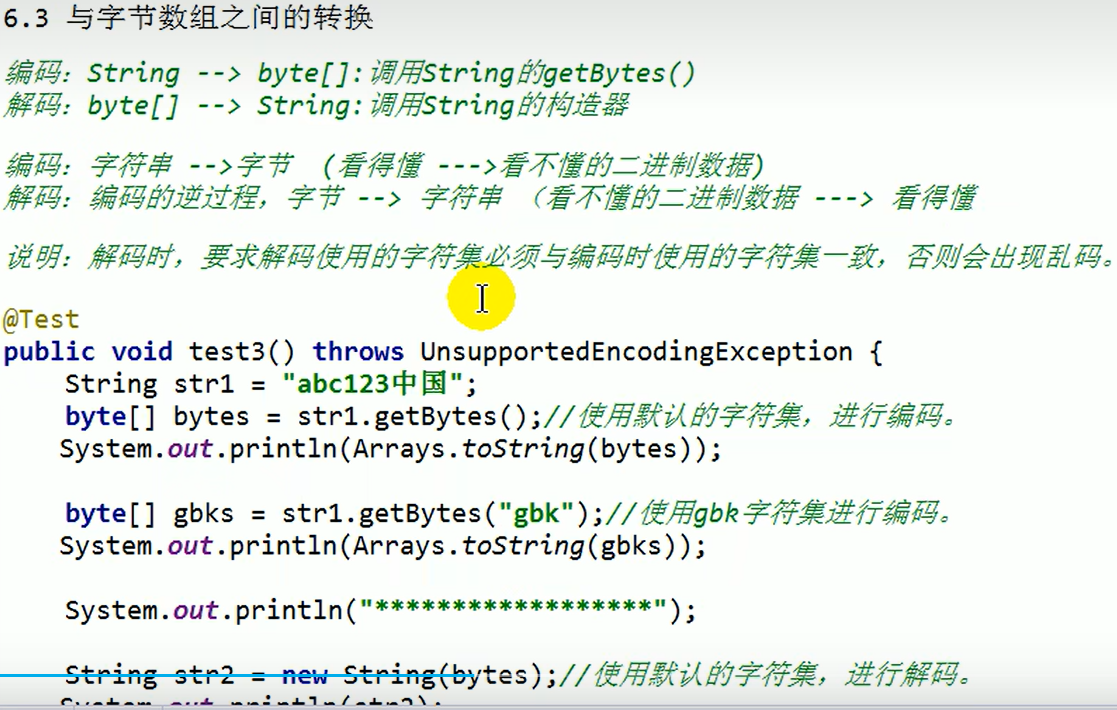 6.3 与字节数组之间的转换
编码：String --> byte[]:调用String的getBytes()
解码：byte[] --> String:调用String的构造器
编码：字符串 -->字节 (看得懂 --->看不懂的二进制数据)
解码：编码的逆过程，字节 --> 字符串 （看不懂的二进制数据 ---> 看得懂
说明：解码时，要求解码使用的字符集必须与编码时使用的字符集一致，否则会出现乱码。
@Test
public void test3() throws UnsupportedEncodingException {
String str1 = "abc123中国";
byte[] bytes = str1.getBytes();//使用默认的字符集，进行编码。
System.out.println(Arrays.toString(bytes));
byte[] gbks = str1.getBytes("gbk");//使用gbk字符集进行编码。
System.out.println(Arrays.toString(gbks));
System.out.println("******************");
String str2 = new String(bytes);//使用默认的字符集，进行解码。
System.out.println(str2);